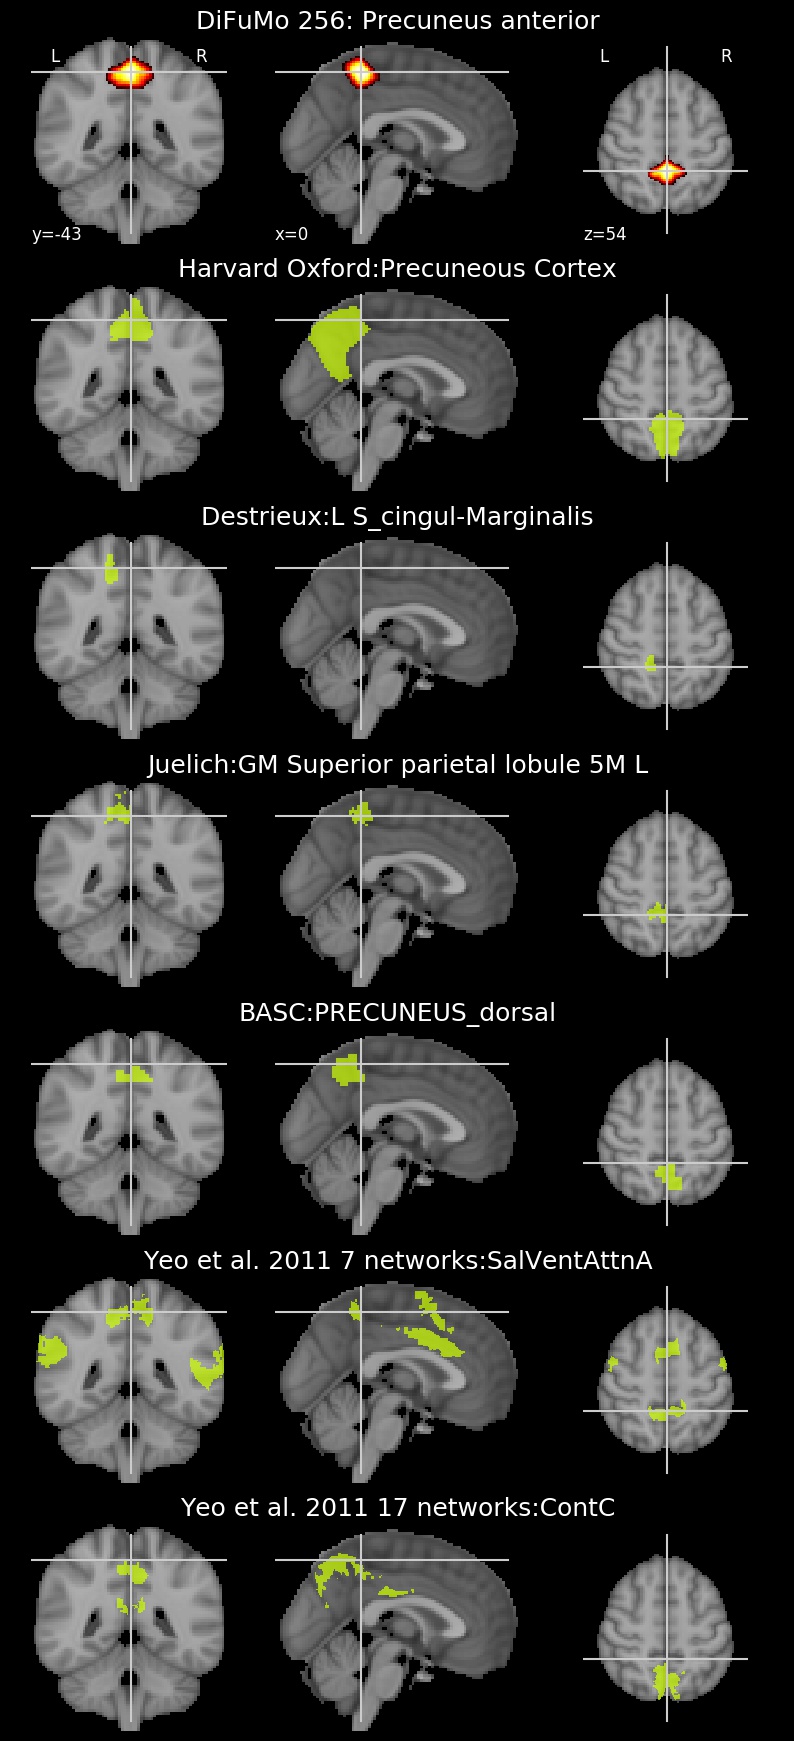 DiFuMo 256: Precuneus anterior
L R L R
y=-43 x=0 z=54
Harvard Oxford:Precuneous Cortex
Destrieux:L S_cingul-Marginalis
Juelich:GM Superior parietal lobule 5M L
BASC:PRECUNEUS_dorsal
Yeo et al. 2011 7 networks:SalVentAttnA
Yeo et al. 2011 17 networks:ContC